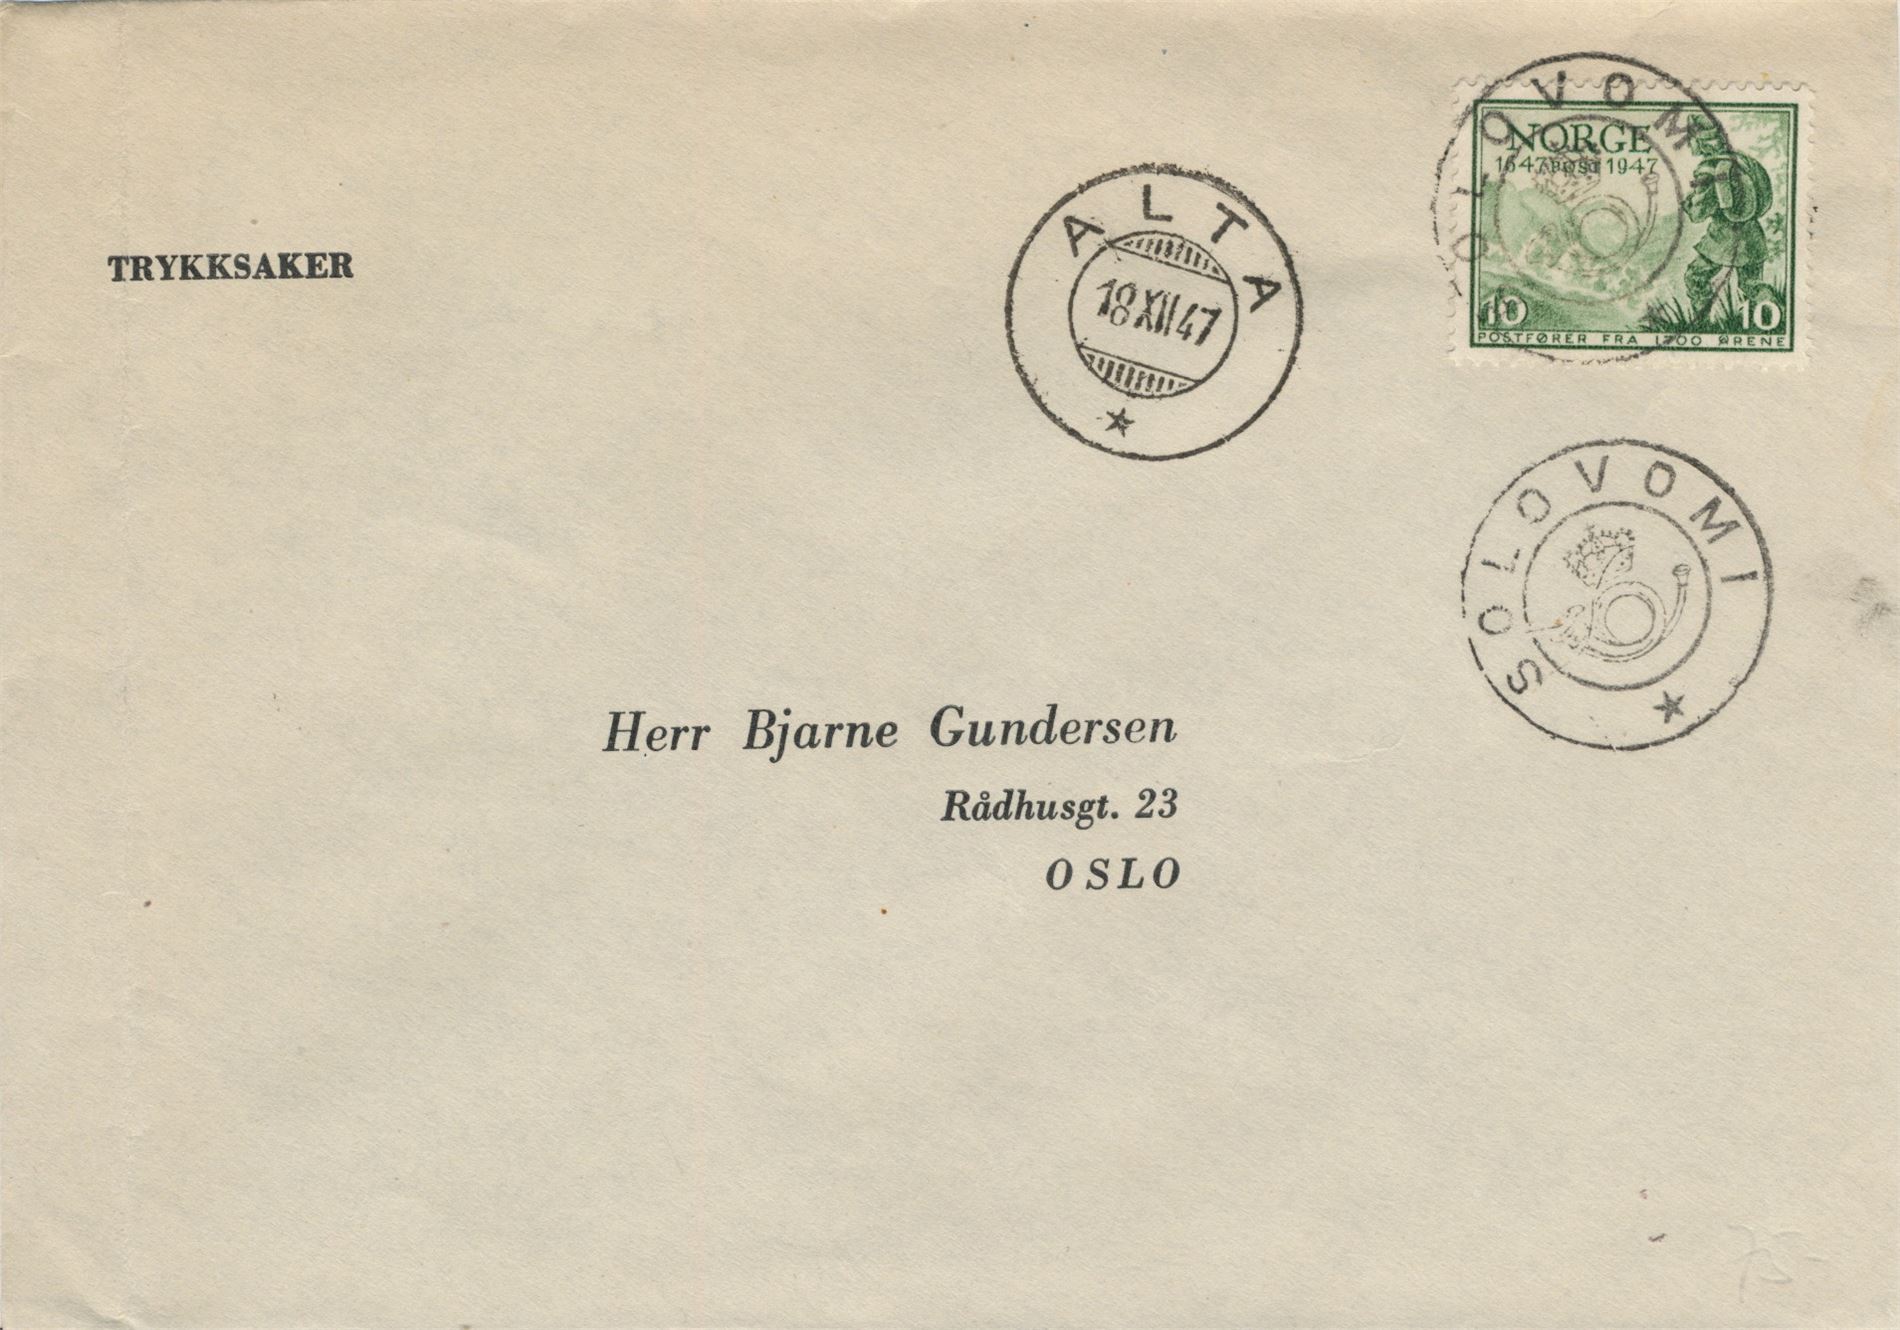 TRYKKSAKER
ALTA
18 XII 47
SOLOVOMI
NORGE
1647 POST 1947
10 10
POSTFØRER FRA 1700 ÅRENE
SOLOVOMI
Herr Bjarne Gundersen
Rådhusgt. 23
OSLO
75-